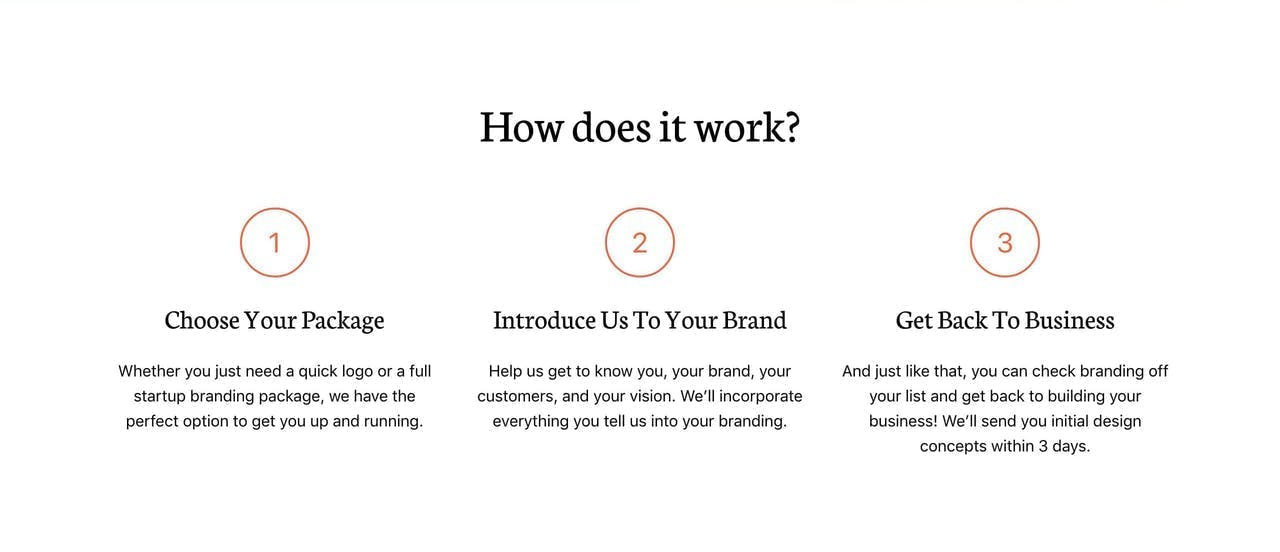 How does it work?
1
Choose Your Package
Whether you just need a quick logo or a full
startup branding package, we have the
perfect option to get you up and running.
2
Introduce Us To Your Brand
Help us get to know you, your brand, your
customers, and your vision. We’ll incorporate
everything you tell us into your branding.
3
Get Back To Business
And just like that, you can check branding off
your list and get back to building your
business! We’ll send you initial design
concepts within 3 days.